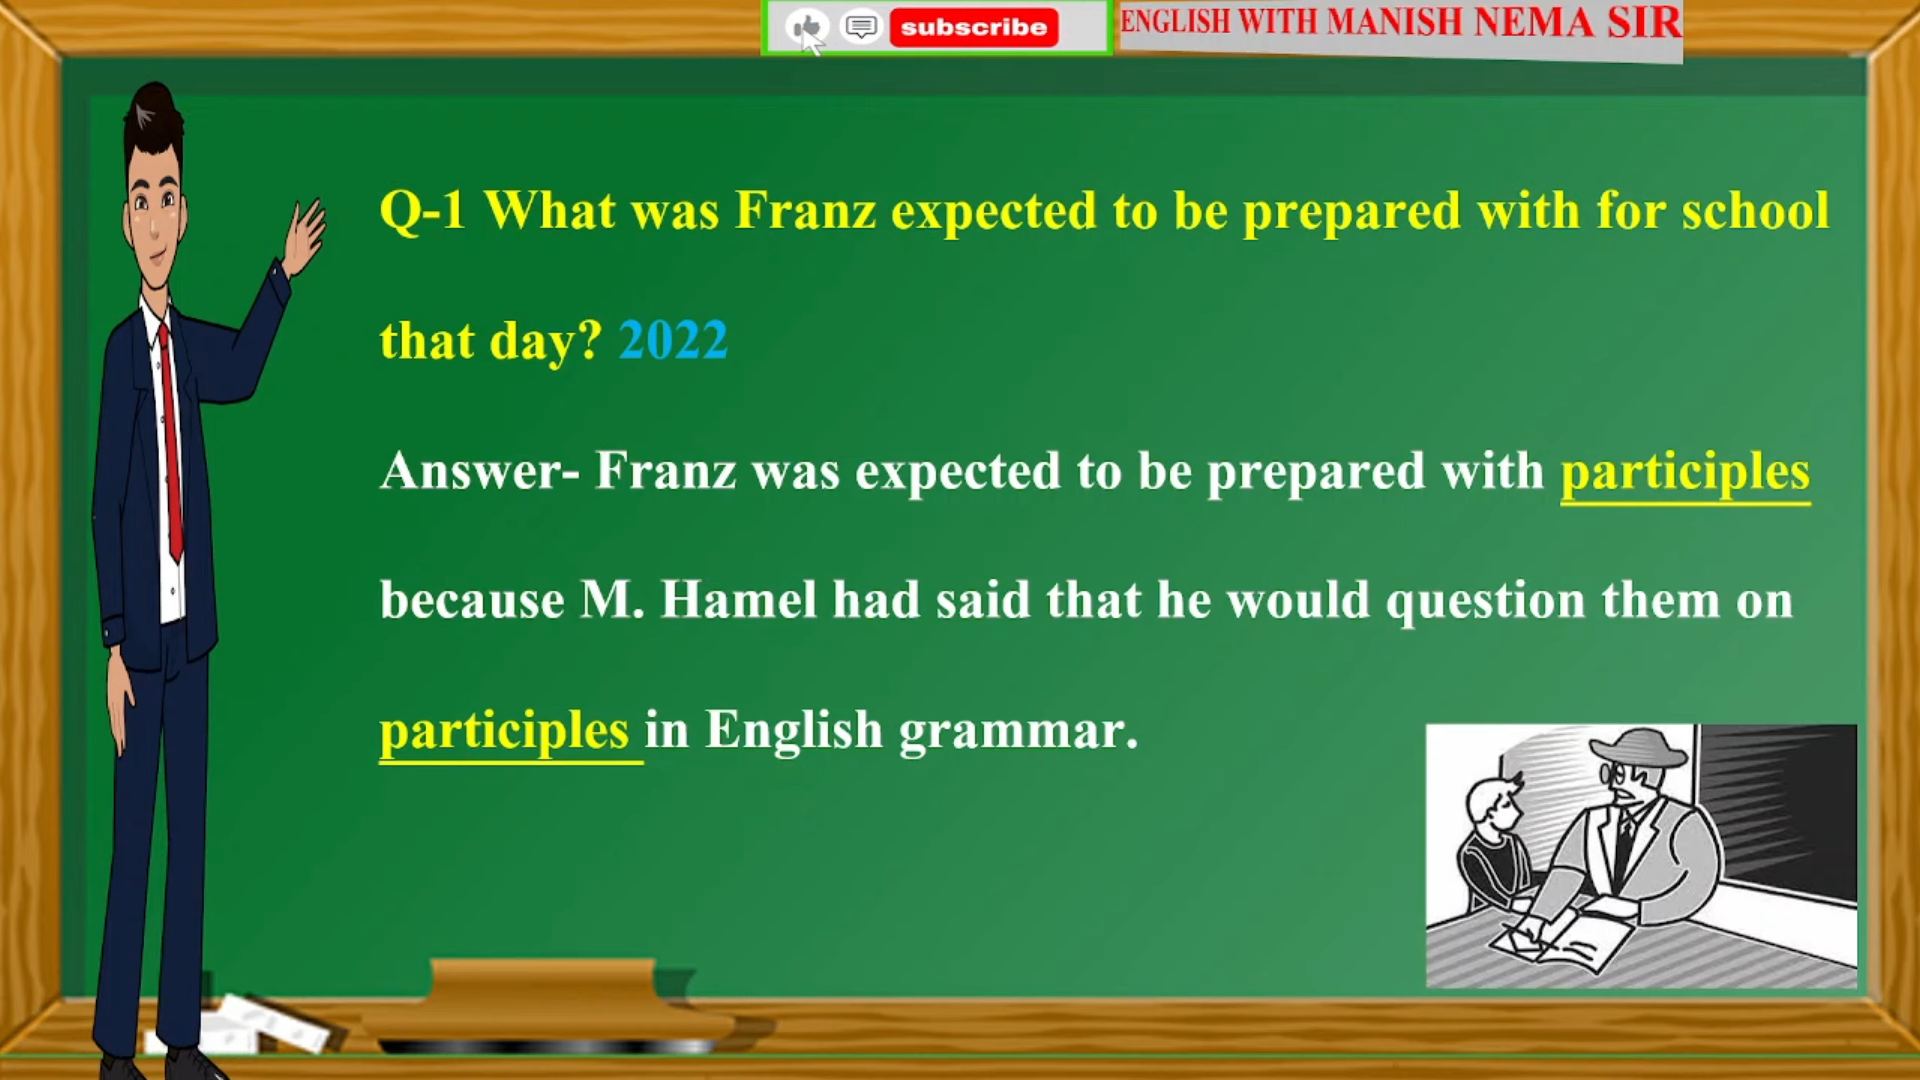 subscribe
ENGLISH WITH MANISH NEMA SIR
Q-1 What was Franz expected to be prepared with for school
that day? 2022
Answer- Franz was expected to be prepared with participles
because M. Hamel had said that he would question them on
participles in English grammar.